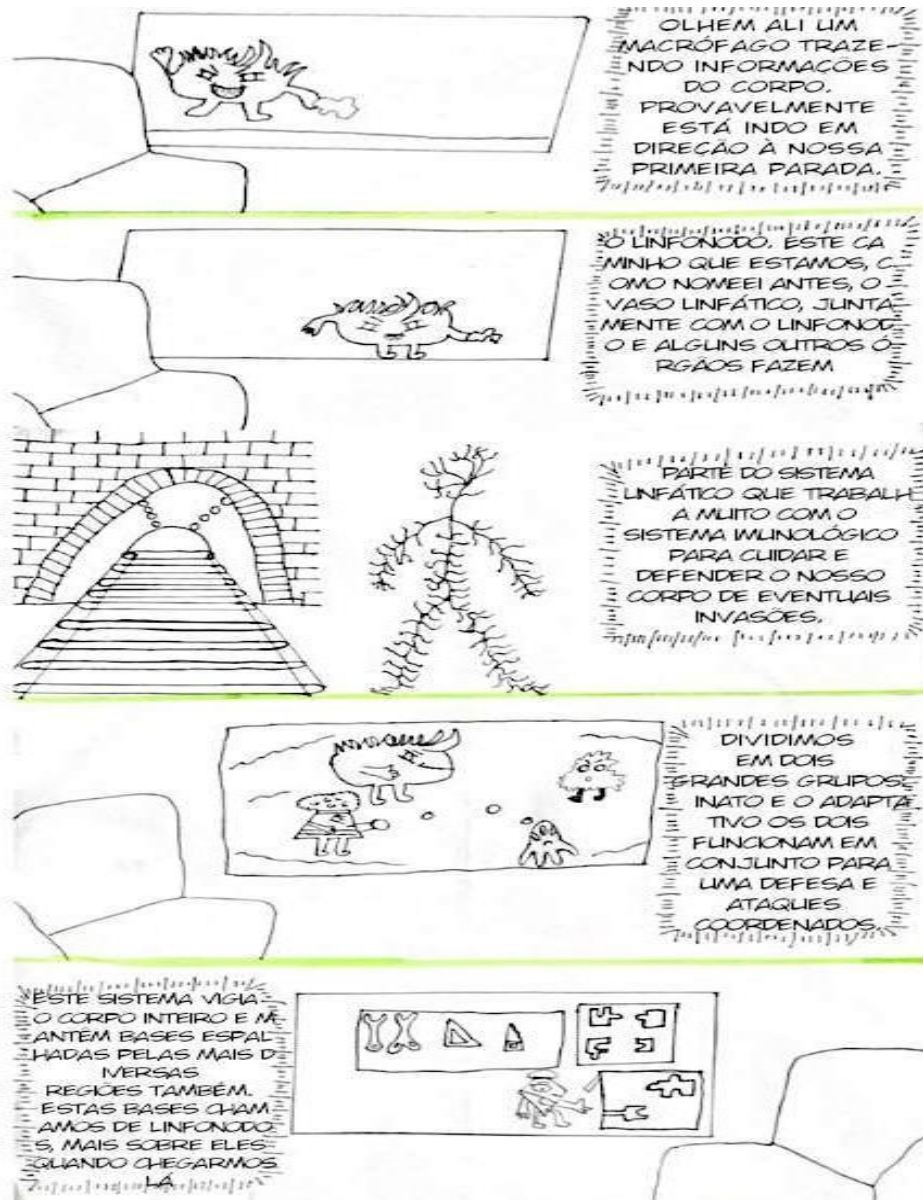 OLHEM ALI UM
MACRÓFAGO TRAZE-
NDO INFORMAÇÕES
DO CORPO.
PROVAVELMENTE
ESTÁ INDO EM
DIREÇÃO À NOSSA
PRIMEIRA PARADA.
O LINFONODO. ESTE CA
MINHO QUE ESTAMOS, C
OMO NOMEEI ANTES, O
VASO LINFÁTICO, JUNTA
MENTE COM O LINFONOD
O E ALGUNS OUTROS Ó
RGÃOS FAZEM
PARTE DO SISTEMA
LINFÁTICO QUE TRABALH
A MUITO COM O
SISTEMA IMUNOLÓGICO
PARA CUIDAR E
DEFENDER O NOSSO
CORPO DE EVENTUAIS
INVASÕES.
DIVIDIMOS
EM DOIS
GRANDES GRUPOS
INATO E O ADAPTA
TIVO OS DOIS
FUNCIONAM EM
CONJUNTO PARA
UMA DEFESA E
ATAQUES
COORDENADOS.
ESTE SISTEMA VIGIA
O CORPO INTEIRO E M
ANTÉM BASES ESPAL
HADAS PELAS MAIS D
IVERSAS
REGIÕES TAMBÉM.
ESTAS BASES CHAM
AMOS DE LINFONODO
S, MAIS SOBRE ELES
QUANDO CHEGARMOS
LÁ